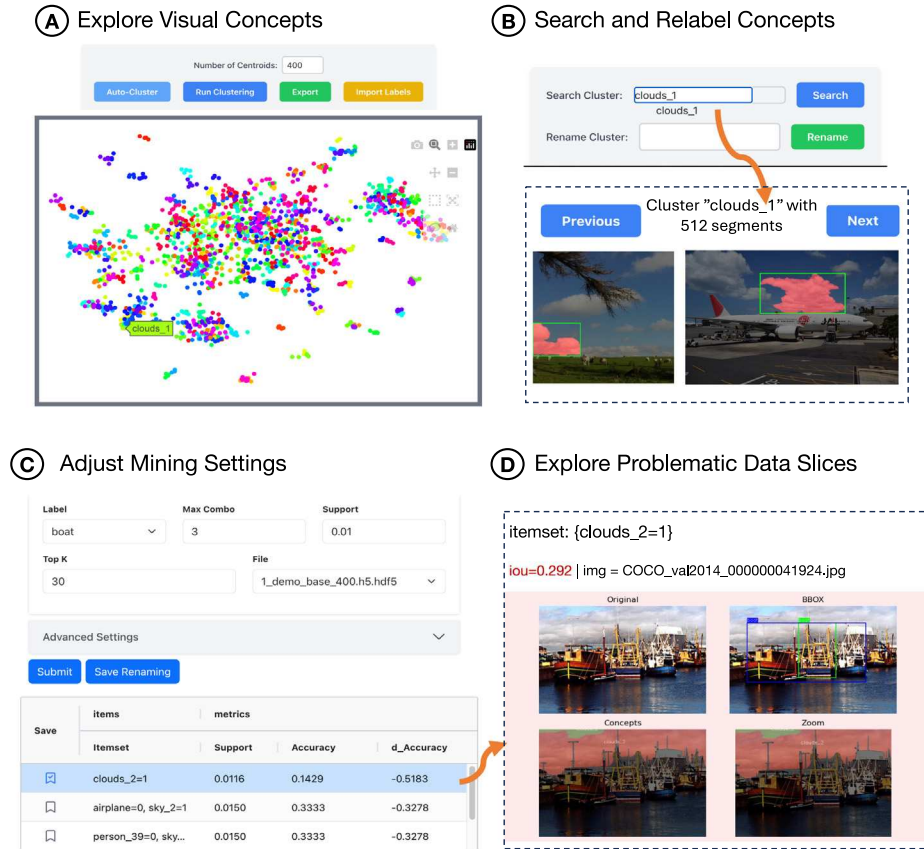 A Explore Visual Concepts
Number of Centroids: 400
Auto-Cluster Run Clustering Export Import Labels
clouds_1
B Search and Relabel Concepts
Search Cluster: clouds_1 Search
clouds_1
Rename Cluster: Rename
Previous Cluster ”clouds_1” with Next
512 segments
C Adjust Mining Settings
Label Max Combo Support
boat 3 0.01
Top K File
30 1_demo_base_400.h5.hdf5
Advanced Settings
Submit Save Renaming
Save items metrics
Itemset Support Accuracy d_Accuracy
clouds_2=1 0.0116 0.1429 -0.5183
airplane=0, sky_2=1 0.0150 0.3333 -0.3278
person_39=0, sky... 0.0150 0.3333 -0.3278
D Explore Problematic Data Slices
itemset: {clouds_2=1}
iou=0.292 | img = COCO_val2014_000000041924.jpg
Original BBOX
Concepts Zoom
clouds_2 clouds_2